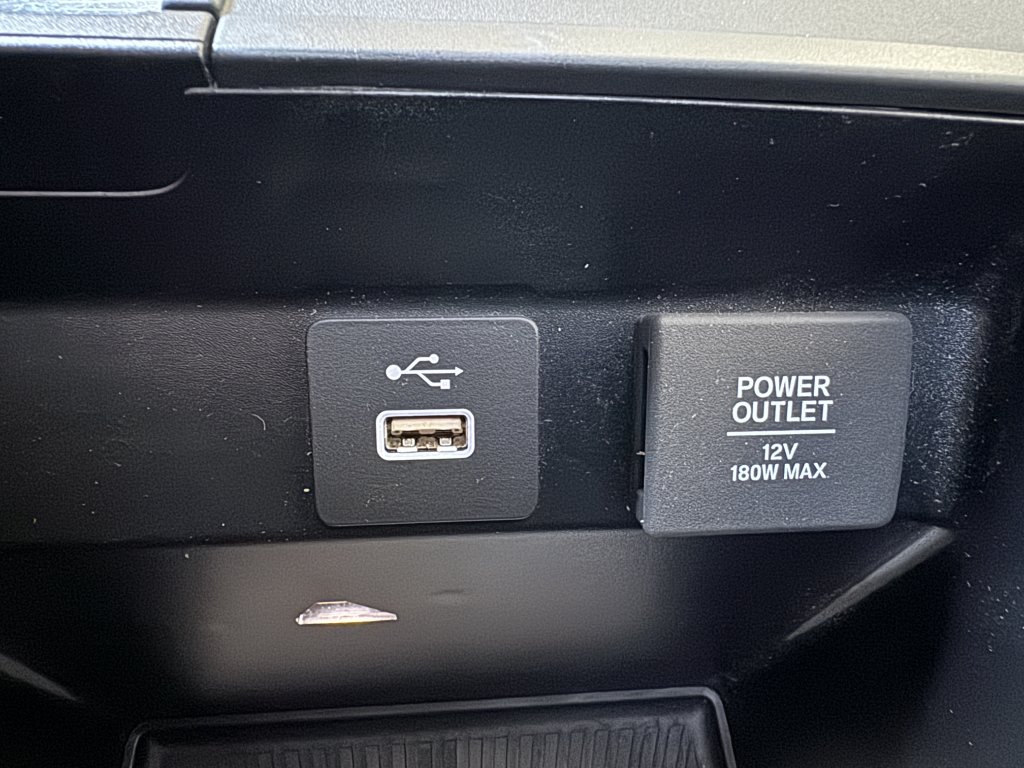 POWER
OUTLET
12V
180W MAX.